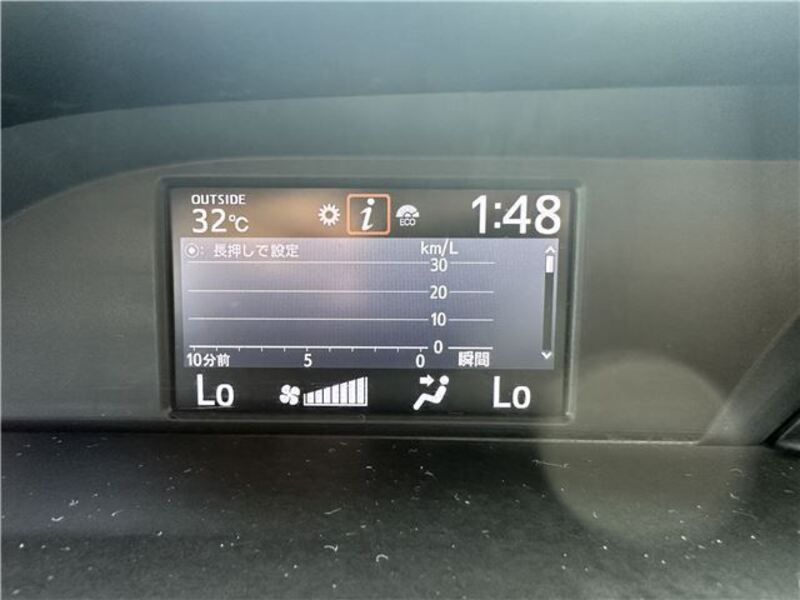 OUTSIDE
32℃
i
ECO
1:48
長押しで設定
km/L
30
20
10
0
10分前
5
0
瞬間
Lo
Lo